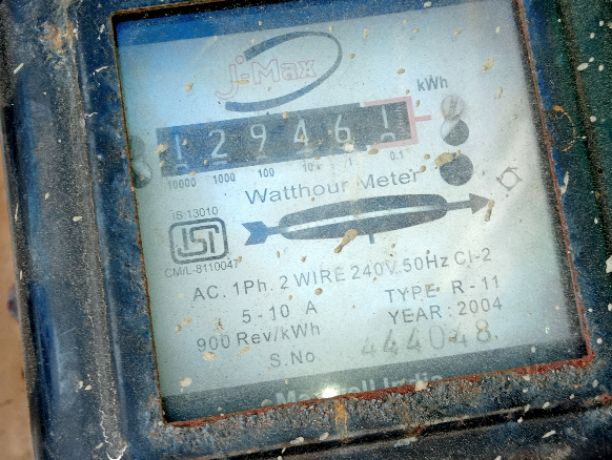 J-Max
kWh
1 2 9 4 6 1
10000 1000 100 10 1 0.1
Watthour Meter
IS:13010
ISI
CM/L-8110047
AC. 1Ph. 2 WIRE 240V. 50Hz Cl-2
5-10 A TYPE R-11
900 Rev/kWh YEAR: 2004
S.No 444048